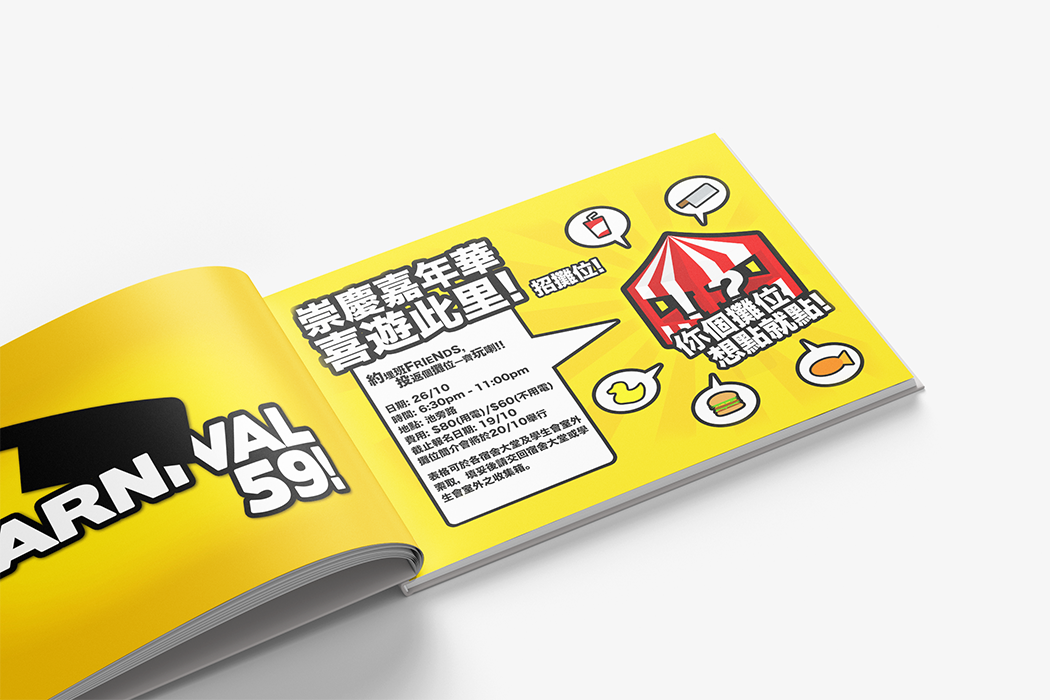 ARNIVAL
59!
崇慶嘉年華
喜遊此里!
招攤位!
約埋班FRIENDS,
投返個攤位一齊玩喇!!
日期: 26/10
時間: 6:30pm - 11:00pm
地點: 池旁路
費用: $80(用電)/$60(不用電)
截止報名日期: 19/10
攤位簡介會將於20/10舉行
表格可於各宿舍大堂及學生會室外
索取，填妥後請交回宿舍大堂或學
生會室外之收集箱。
!?
你個攤位!
想點就點!